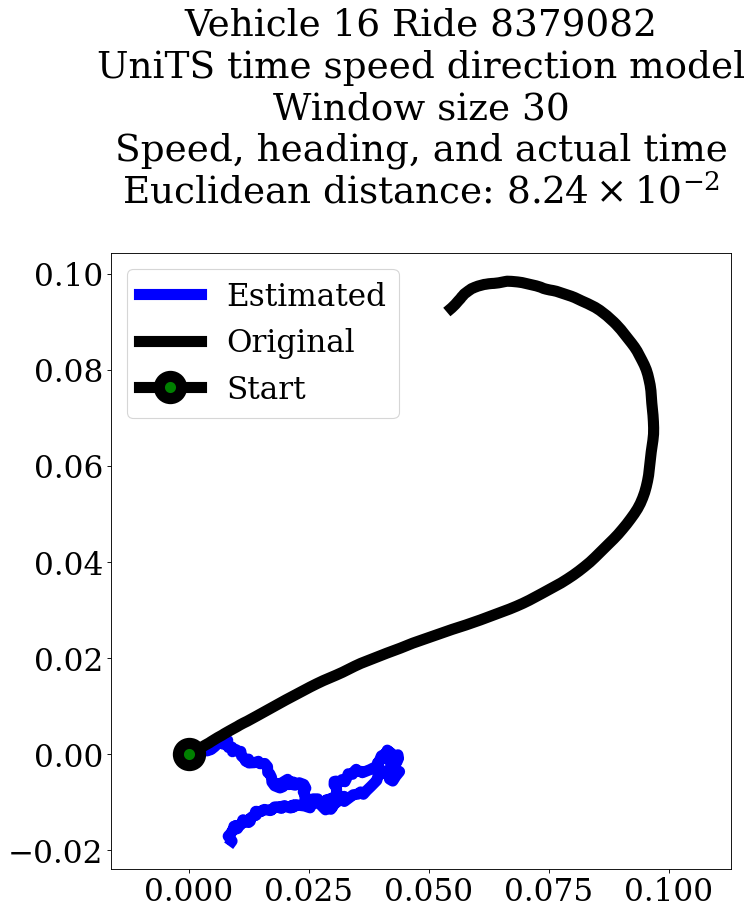 Vehicle 16 Ride 8379082
UniTS time speed direction model
Window size 30
Speed, heading, and actual time
Euclidean distance: 8.24 × 10⁻²
Estimated
Original
Start
0.10
0.08
0.06
0.04
0.02
0.00
−0.02
0.000 0.025 0.050 0.075 0.100